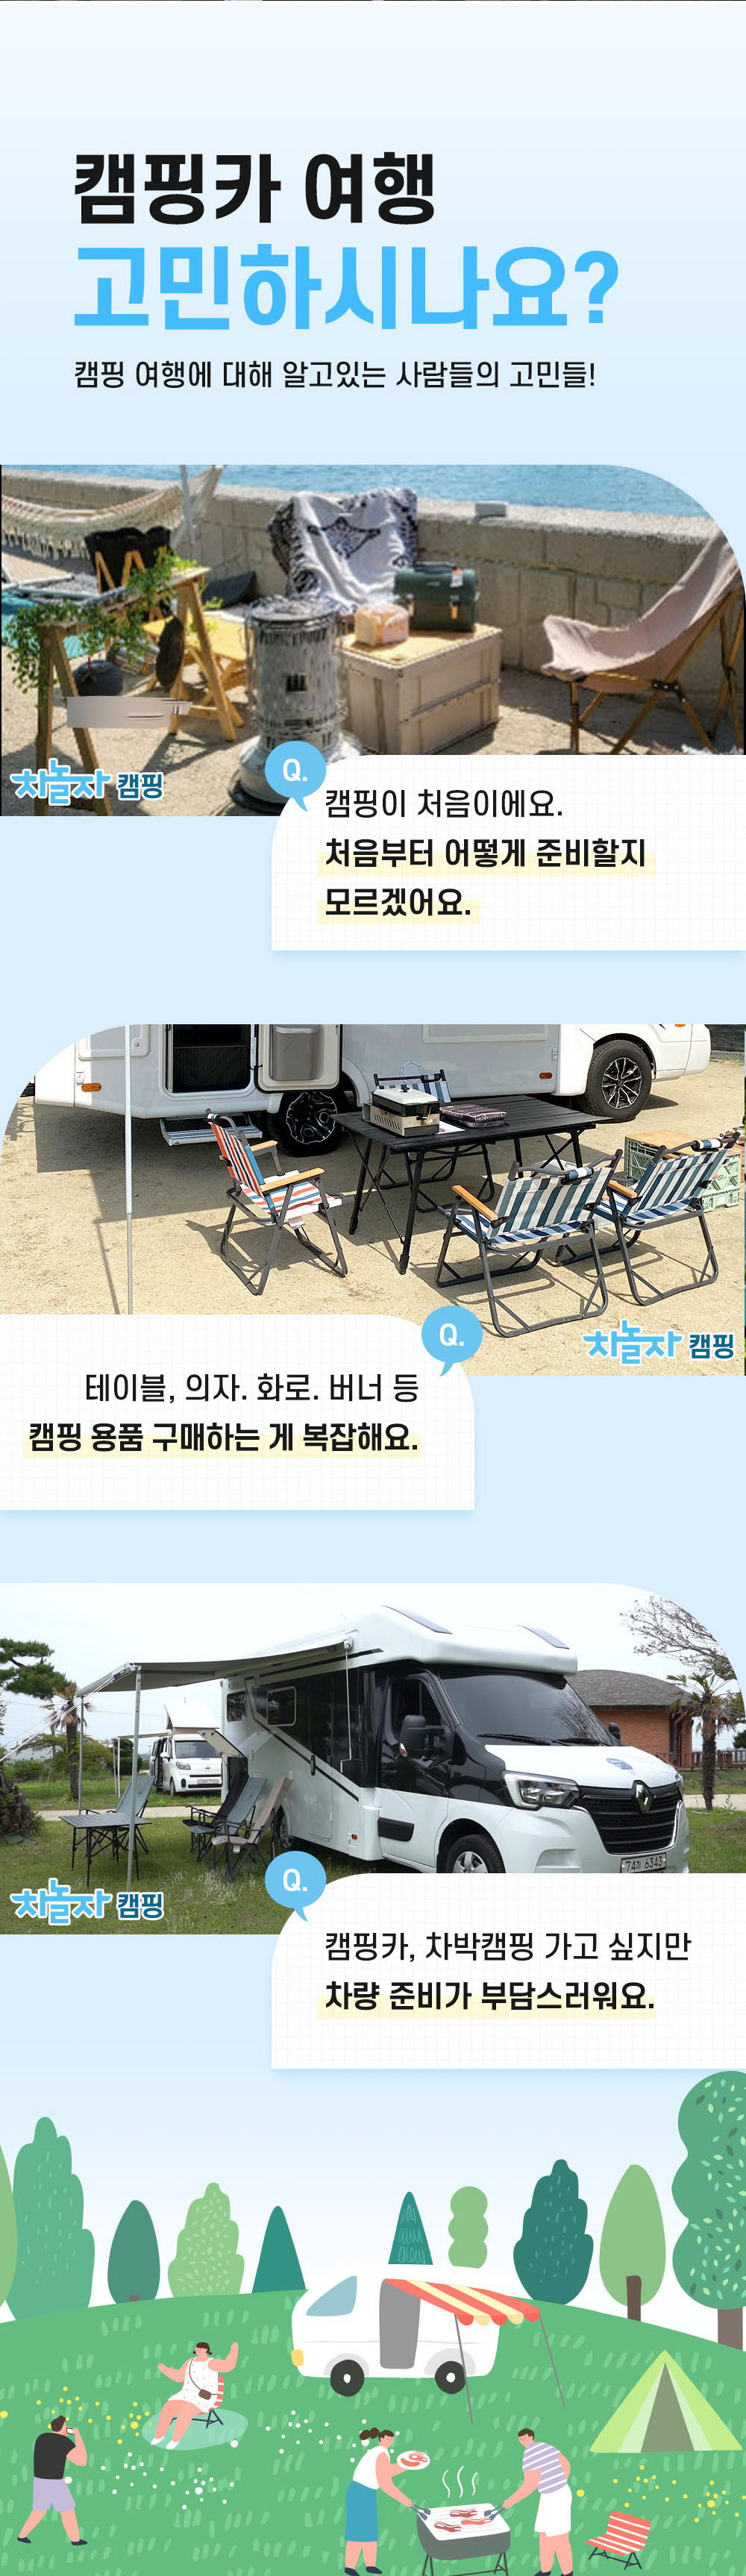 캠핑카 여행
고민하시나요?
캠핑 여행에 대해 알고있는 사람들의 고민들!
차놀자 캠핑
Q.
캠핑이 처음이에요.
처음부터 어떻게 준비할지
모르겠어요.
Q.
차놀자 캠핑
테이블, 의자. 화로. 버너 등
캠핑 용품 구매하는 게 복잡해요.
74허 6343
차놀자 캠핑
Q.
캠핑카, 차박캠핑 가고 싶지만
차량 준비가 부담스러워요.